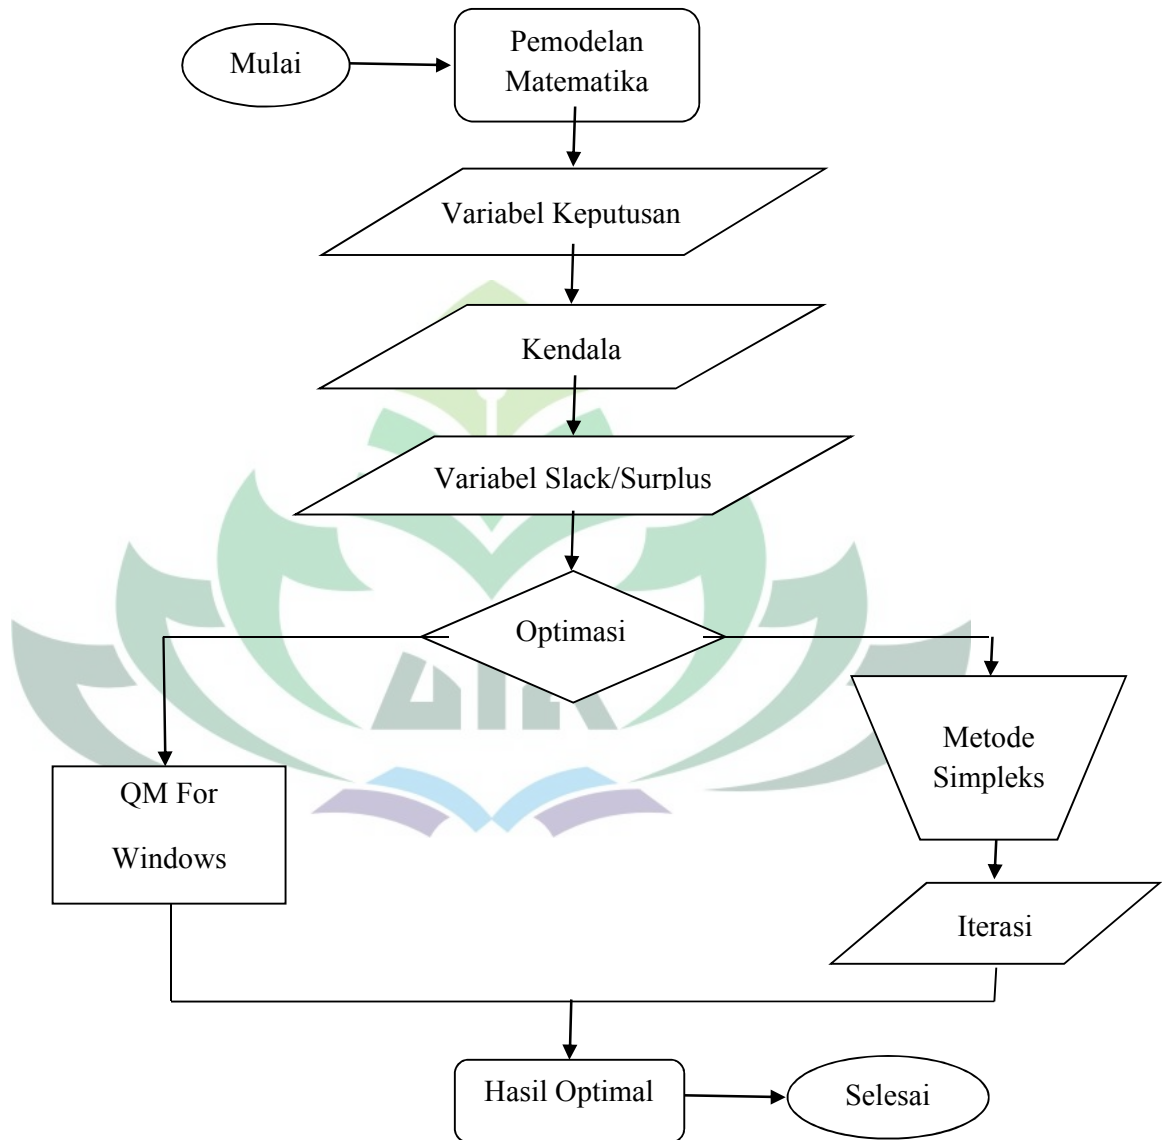 Mulai
Pemodelan
Matematika
Variabel Keputusan
Kendala
Variabel Slack/Surplus
Optimasi
QM For
Windows
Metode
Simpleks
Iterasi
Hasil Optimal
Selesai